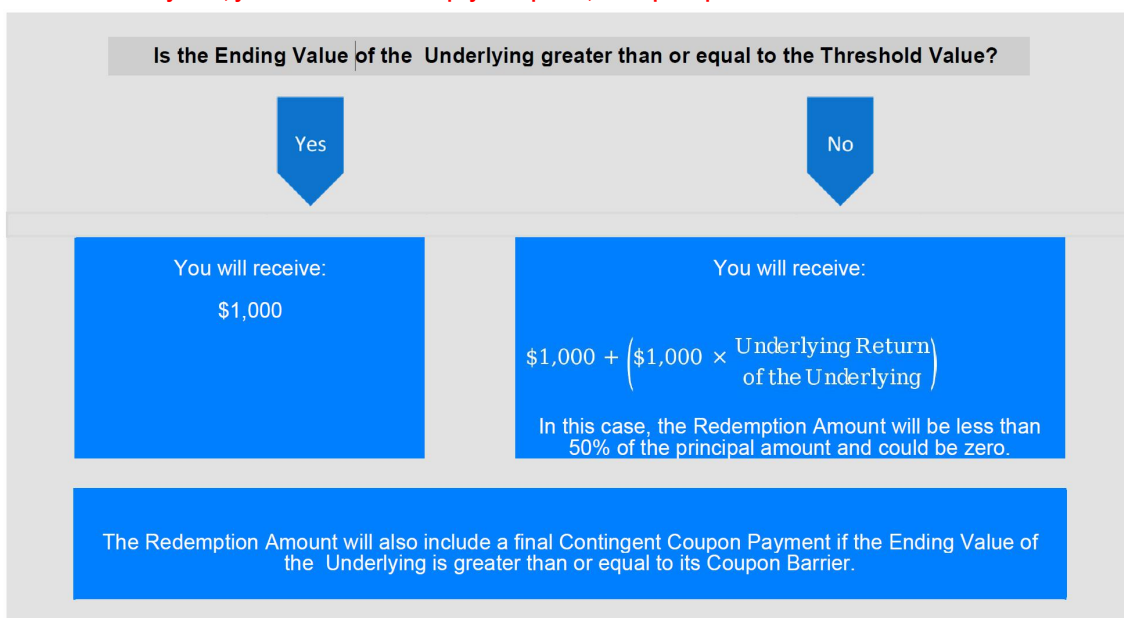 Is the Ending Value of the Underlying greater than or equal to the Threshold Value?
Yes
No
You will receive:
$1,000
You will receive:
$1,000 + ($1,000 × Underlying Return
of the Underlying)
In this case, the Redemption Amount will be less than
50% of the principal amount and could be zero.
The Redemption Amount will also include a final Contingent Coupon Payment if the Ending Value of
the Underlying is greater than or equal to its Coupon Barrier.